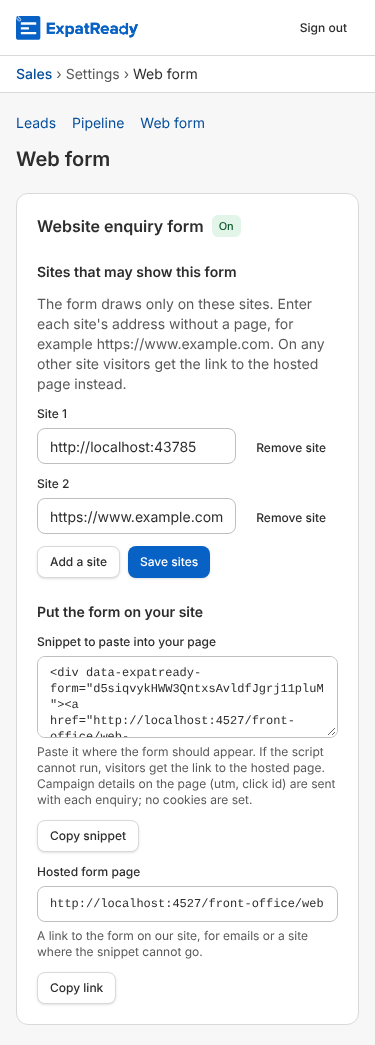 ExpatReady
Sign out
Sales › Settings › Web form
Leads Pipeline Web form
Web form
Website enquiry form On
Sites that may show this form
The form draws only on these sites. Enter
each site's address without a page, for
example https://www.example.com. On any
other site visitors get the link to the hosted
page instead.
Site 1
http://localhost:43785 Remove site
Site 2
https://www.example.com Remove site
Add a site Save sites
Put the form on your site
Snippet to paste into your page
<div data-expatready-
form="d5siqvykHWW3QntxsAvldfJgrj11pluM
"><a
href="http://localhost:4527/front-
office/web-
Paste it where the form should appear. If the script
cannot run, visitors get the link to the hosted page.
Campaign details on the page (utm, click id) are sent
with each enquiry; no cookies are set.
Copy snippet
Hosted form page
http://localhost:4527/front-office/web
A link to the form on our site, for emails or a site
where the snippet cannot go.
Copy link